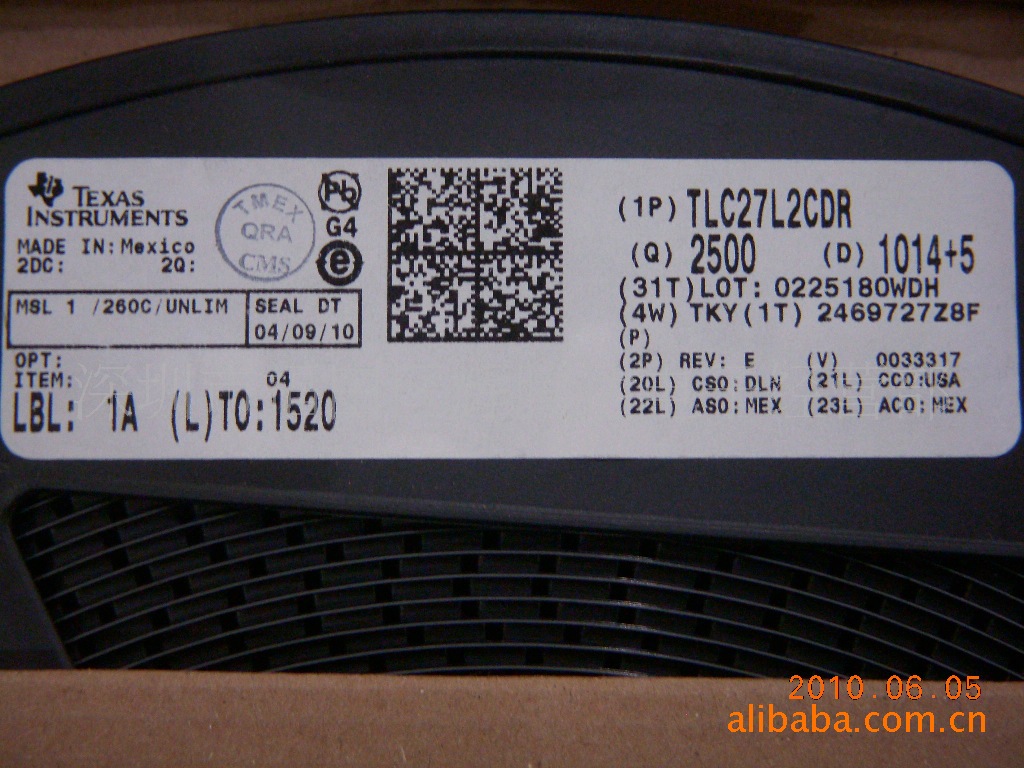 TEXAS
INSTRUMENTS
MADE IN: Mexico
2DC: 2Q:
TMEX
QRA
CMS
Pb
G4
e
MSL 1 /260C/UNLIM
SEAL DT
04/09/10
OPT:
ITEM: 04
LBL: 1A (L)TO:1520
(1P) TLC27L2CDR
(Q) 2500 (D) 1014+5
(31T)LOT: 0225180WDH
(4W) TKY(1T) 2469727Z8F
(P)
(2P) REV: E (V) 0033317
(20L) CSO:DLN (21L) CCO:USA
(22L) ASO:MEX (23L) ACO:MEX
2010.06.05
alibaba.com.cn